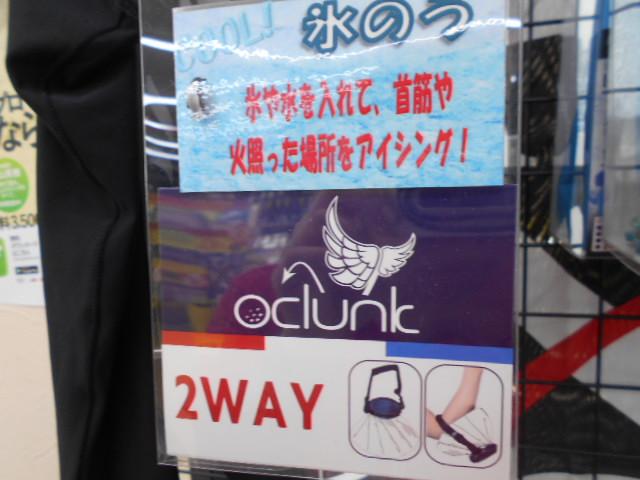 COOL!
氷のう
氷や水を入れて、首筋や
火照った場所をアイシング！
oclunk
2WAY